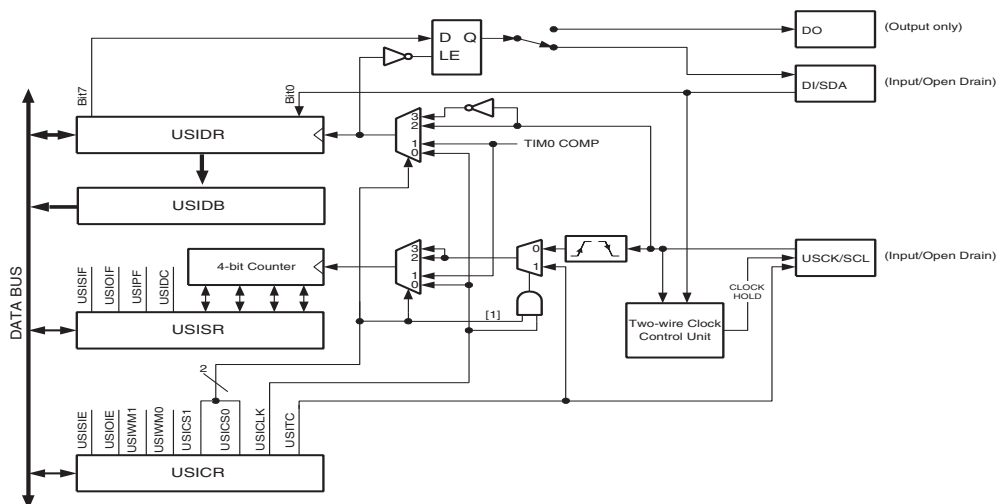 D Q
LE
DO
(Output only)
DI/SDA
(Input/Open Drain)
Bit7
Bit0
USIDR
3
2
1
0
TIM0 COMP
USIDB
DATA BUS
4-bit Counter
3
2
1
0
0
1
USCK/SCL
(Input/Open Drain)
CLOCK
HOLD
USISIF
USIOIF
USIPF
USIDC
USISR
[1]
Two-wire Clock
Control Unit
2
USISIE
USIOIE
USIWM1
USIWM0
USICS1
USICS0
USICLK
USITC
USICR